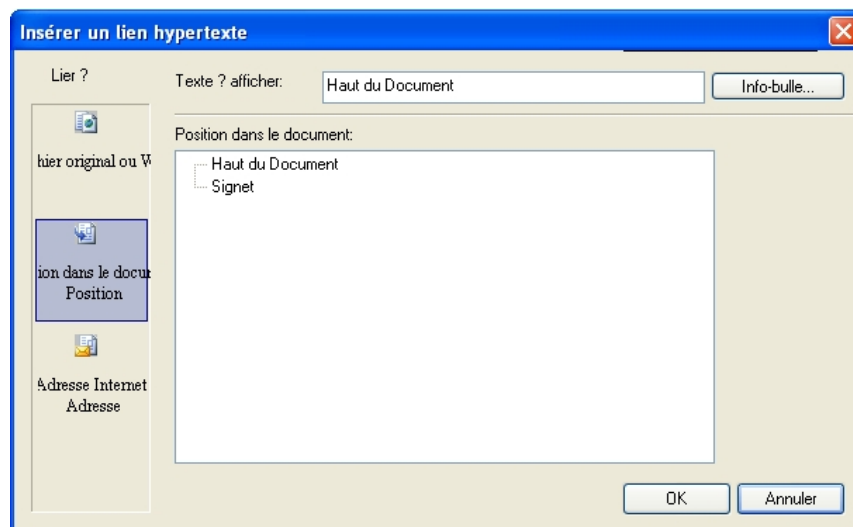 Insérer un lien hypertexte
Lier ?
Texte ? afficher:
Haut du Document
Info-bulle...
hier original ou V
Position dans le document:
Haut du Document
Signet
ion dans le docu
Position
Adresse Internet
Adresse
OK
Annuler